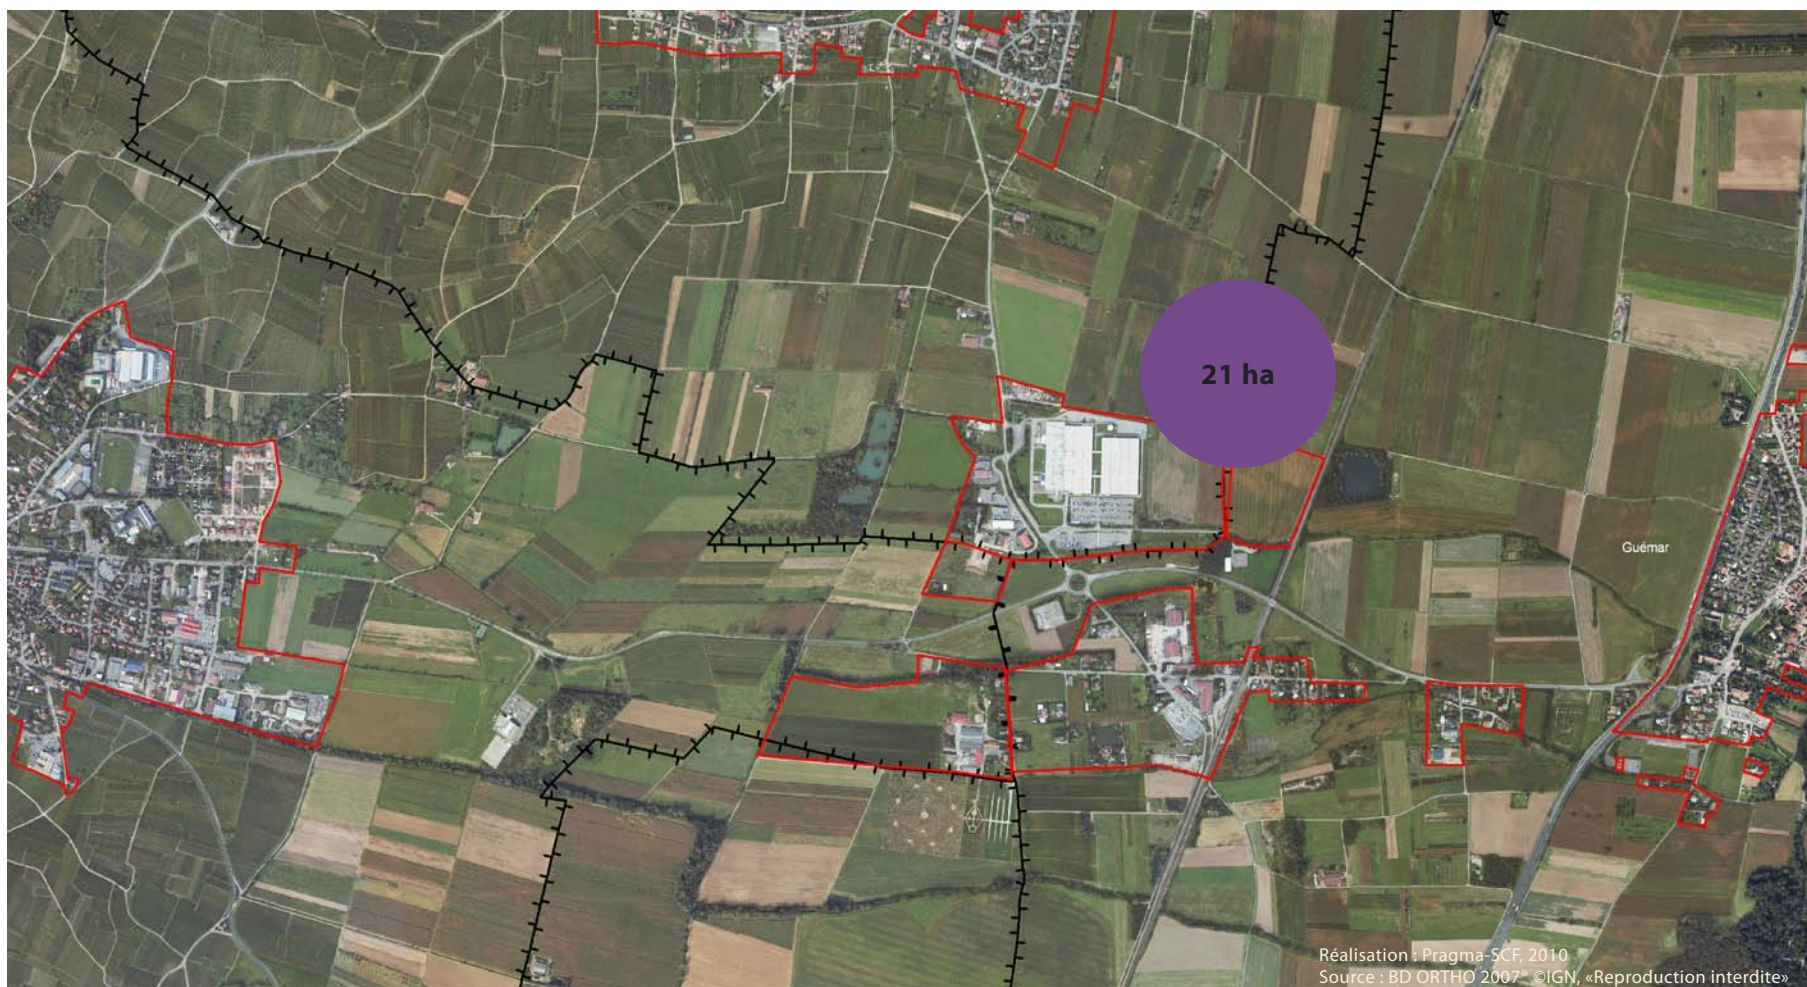 21 ha
Guémar
Réalisation : Pragma-SCF, 2010
Source : BD ORTHO 2007® ©IGN, «Reproduction interdite»